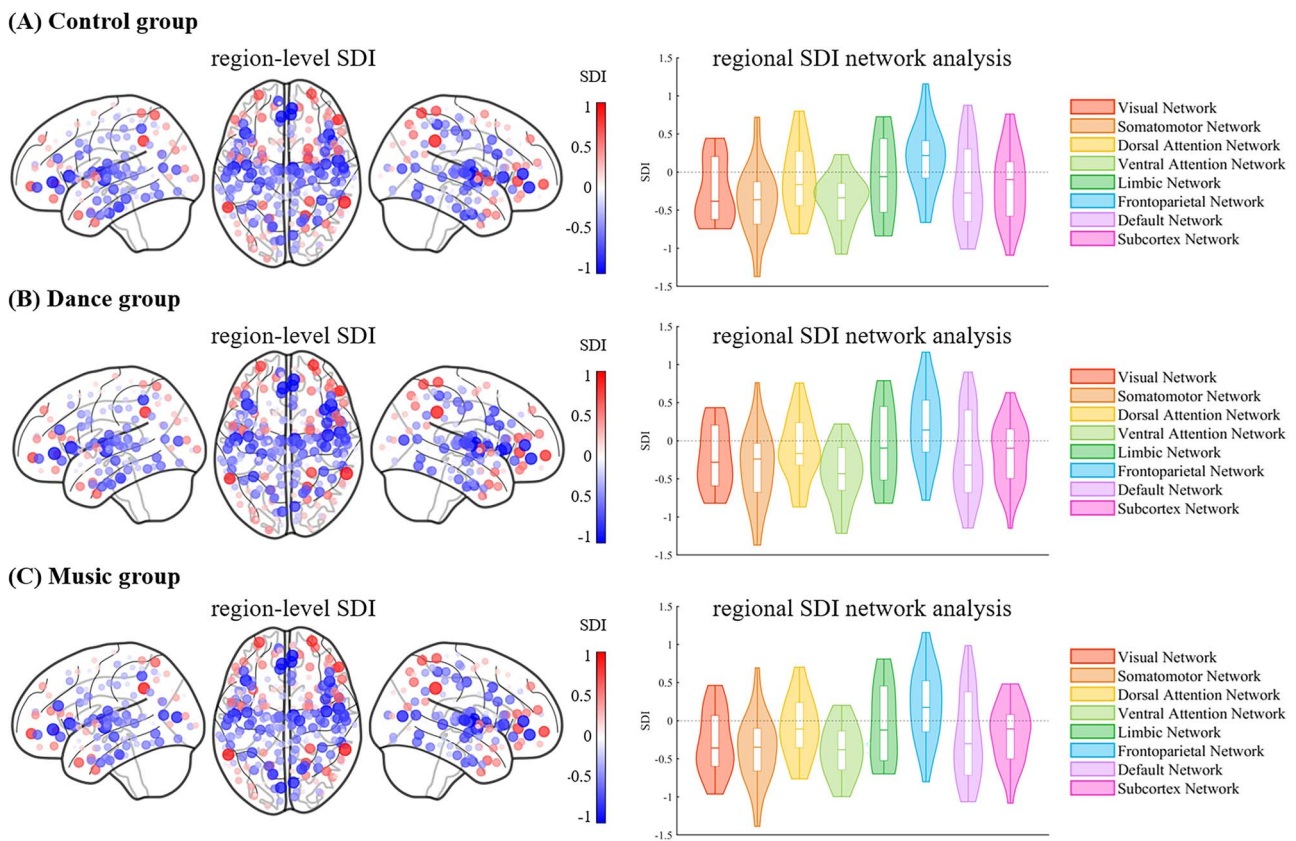 (A) Control group
region-level SDI
SDI
1
0.5
0
-0.5
-1
regional SDI network analysis
SDI
1.5
1
0.5
0
-0.5
-1
-1.5
Visual Network
Somatomotor Network
Dorsal Attention Network
Ventral Attention Network
Limbic Network
Frontoparietal Network
Default Network
Subcortex Network
(B) Dance group
region-level SDI
SDI
1
0.5
0
0.5
-1
regional SDI network analysis
SDI
1.5
1
0.5
0
-0.5
-1
-1.5
Visual Network
Somatomotor Network
Dorsal Attention Network
Ventral Attention Network
Limbic Network
Frontoparietal Network
Default Network
Subcortex Network
(C) Music group
region-level SDI
SDI
1
0.5
0
-0.5
-1
regional SDI network analysis
SDI
1.5
1
0.5
0
-0.5
-1
-1.5
Visual Network
Somatomotor Network
Dorsal Attention Network
Ventral Attention Network
Limbic Network
Frontoparietal Network
Default Network
Subcortex Network